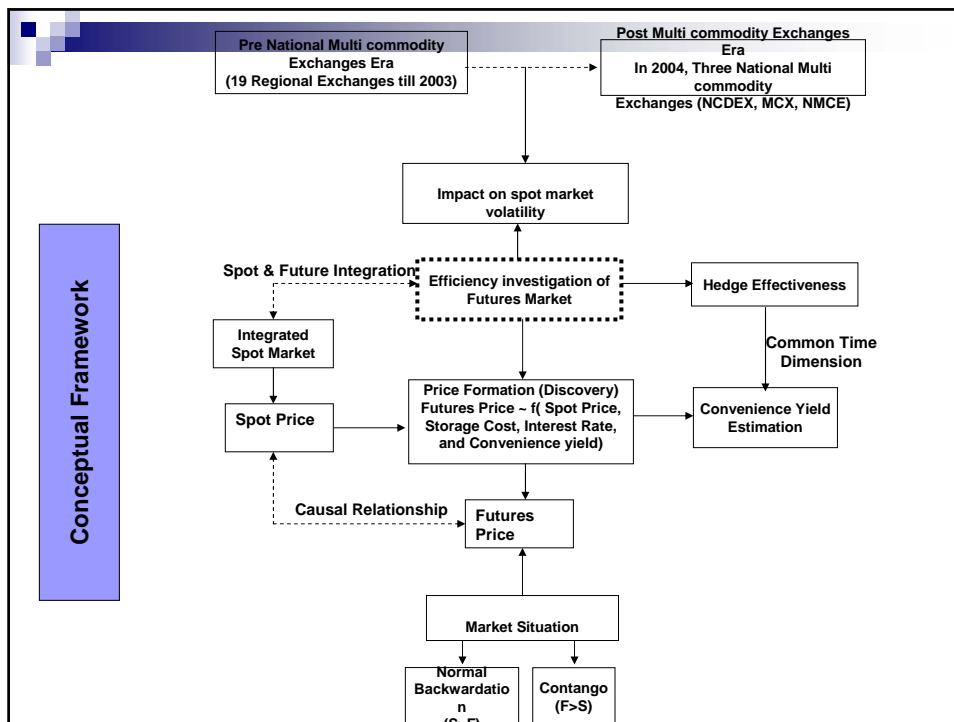 Pre National Multi commodity
Exchanges Era
(19 Regional Exchanges till 2003)
Post Multi commodity Exchanges
Era
In 2004, Three National Multi
commodity
Exchanges (NCDEX, MCX, NMCE)
Impact on spot market
volatility
Conceptual Framework
Spot & Future Integration
Efficiency investigation of
Futures Market
Hedge Effectiveness
Integrated
Spot Market
Common Time
Dimension
Price Formation (Discovery)
Futures Price ~ f( Spot Price,
Storage Cost, Interest Rate,
and Convenience yield)
Spot Price
Convenience Yield
Estimation
Causal Relationship
Futures
Price
Market Situation
Normal
Backwardatio
n
Contango
(F>S)